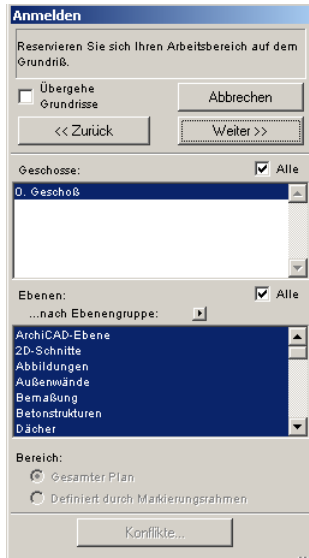 Anmelden
Reservieren Sie sich Ihren Arbeitsbereich auf dem
Grundriß.
Übergehe
Grundrisse
Abbrechen
<< Zurück
Weiter >>
Geschosse:
Alle
0. Geschoß
Ebenen:
Alle
...nach Ebenengruppe:
ArchiCAD-Ebene
2D-Schnitte
Abbildungen
Außenwände
Bemaßung
Betonstrukturen
Dächer
Bereich:
Gesamter Plan
Definiert durch Markierungsrahmen
Konflikte...